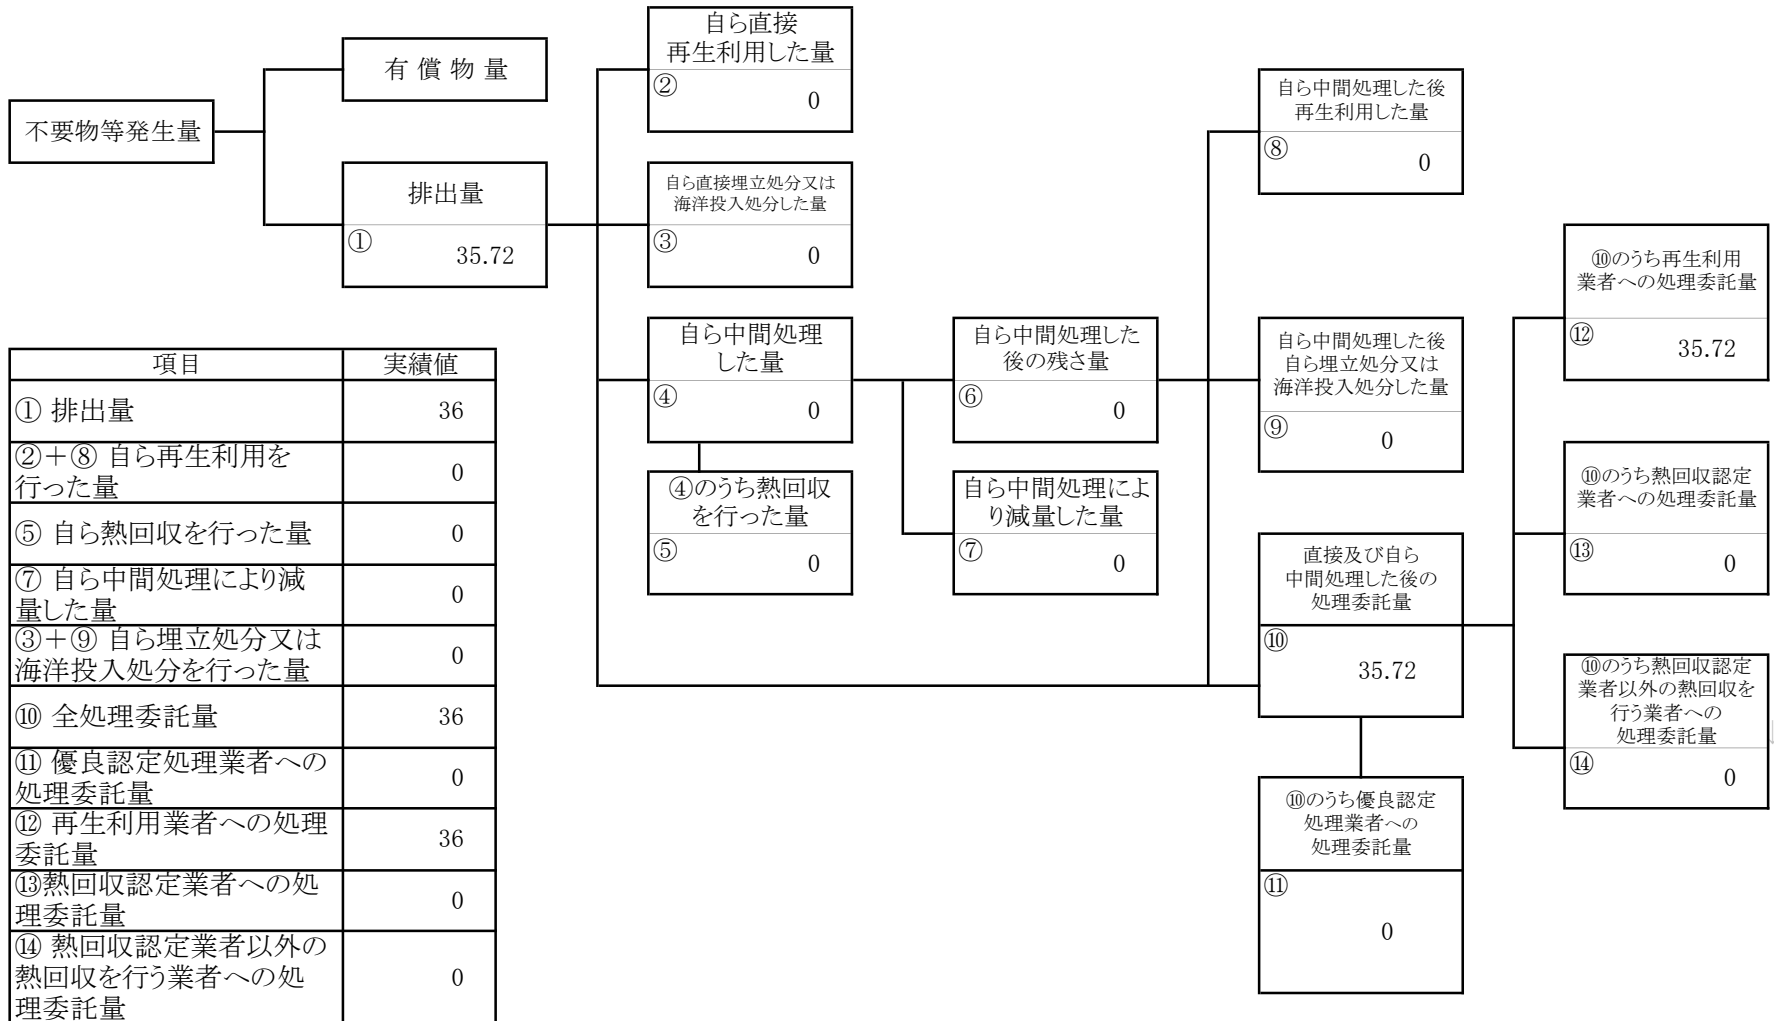 不要物等発生量
有 償 物 量
排出量
①
35.72
自ら直接
再生利用した量
②
0
自ら直接埋立処分又は
海洋投入処分した量
③
0
自ら中間処理
した量
④
0
④のうち熱回収
を行った量
⑤
0
自ら中間処理した
後の残さ量
⑥
0
自ら中間処理によ
り減量した量
⑦
0
自ら中間処理した後
再生利用した量
⑧
0
自ら中間処理した後
自ら埋立処分又は
海洋投入処分した量
⑨
0
直接及び自ら
中間処理した後の
処理委託量
⑩
35.72
⑩のうち優良認定
処理業者への
処理委託量
⑪
0
⑩のうち再生利用
業者への処理委託量
⑫
35.72
⑩のうち熱回収認定
業者への処理委託量
⑬
0
⑩のうち熱回収認定
業者以外の熱回収を
行う業者への
処理委託量
⑭
0
項目 実績値
① 排出量 36
②＋⑧ 自ら再生利用を
行った量 0
⑤ 自ら熱回収を行った量 0
⑦ 自ら中間処理により減
量した量 0
③＋⑨ 自ら埋立処分又は
海洋投入処分を行った量 0
⑩ 全処理委託量 36
⑪ 優良認定処理業者への
処理委託量 0
⑫ 再生利用業者への処理
委託量 36
⑬熱回収認定業者への処
理委託量 0
⑭ 熱回収認定業者以外の
熱回収を行う業者への処 0
理委託量